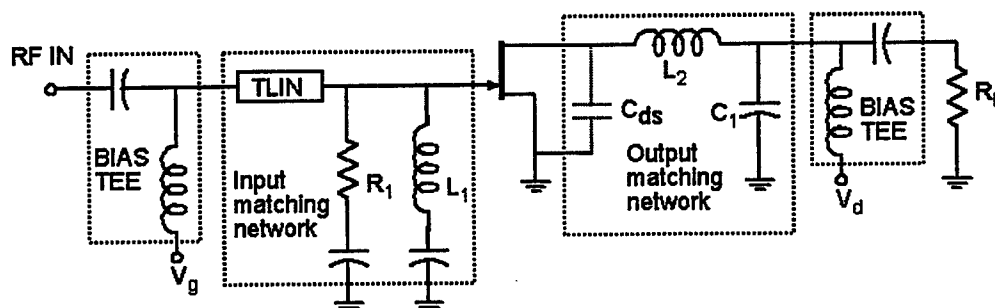 RF IN
BIAS
TEE
Vg
TLIN
Input
matching
network
R1
L1
Cds
L2
C1
Output
matching
network
BIAS
TEE
Vd